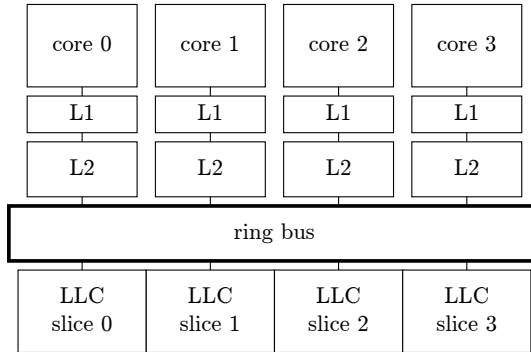 core 0 core 1 core 2 core 3
L1 L1 L1 L1
L2 L2 L2 L2
ring bus
LLC LLC LLC LLC
slice 0 slice 1 slice 2 slice 3